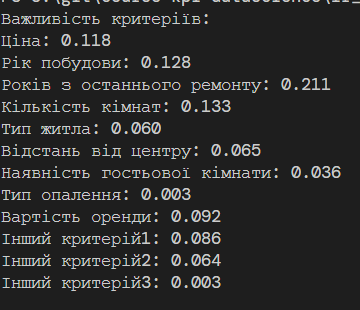 Важливість критеріїв:
Ціна: 0.118
Рік побудови: 0.128
Років з останнього ремонту: 0.211
Кількість кімнат: 0.133
Тип житла: 0.060
Відстань від центру: 0.065
Наявність гостьової кімнати: 0.036
Тип опалення: 0.003
Вартість оренди: 0.092
Інший критерій1: 0.086
Інший критерій2: 0.064
Інший критерій3: 0.003